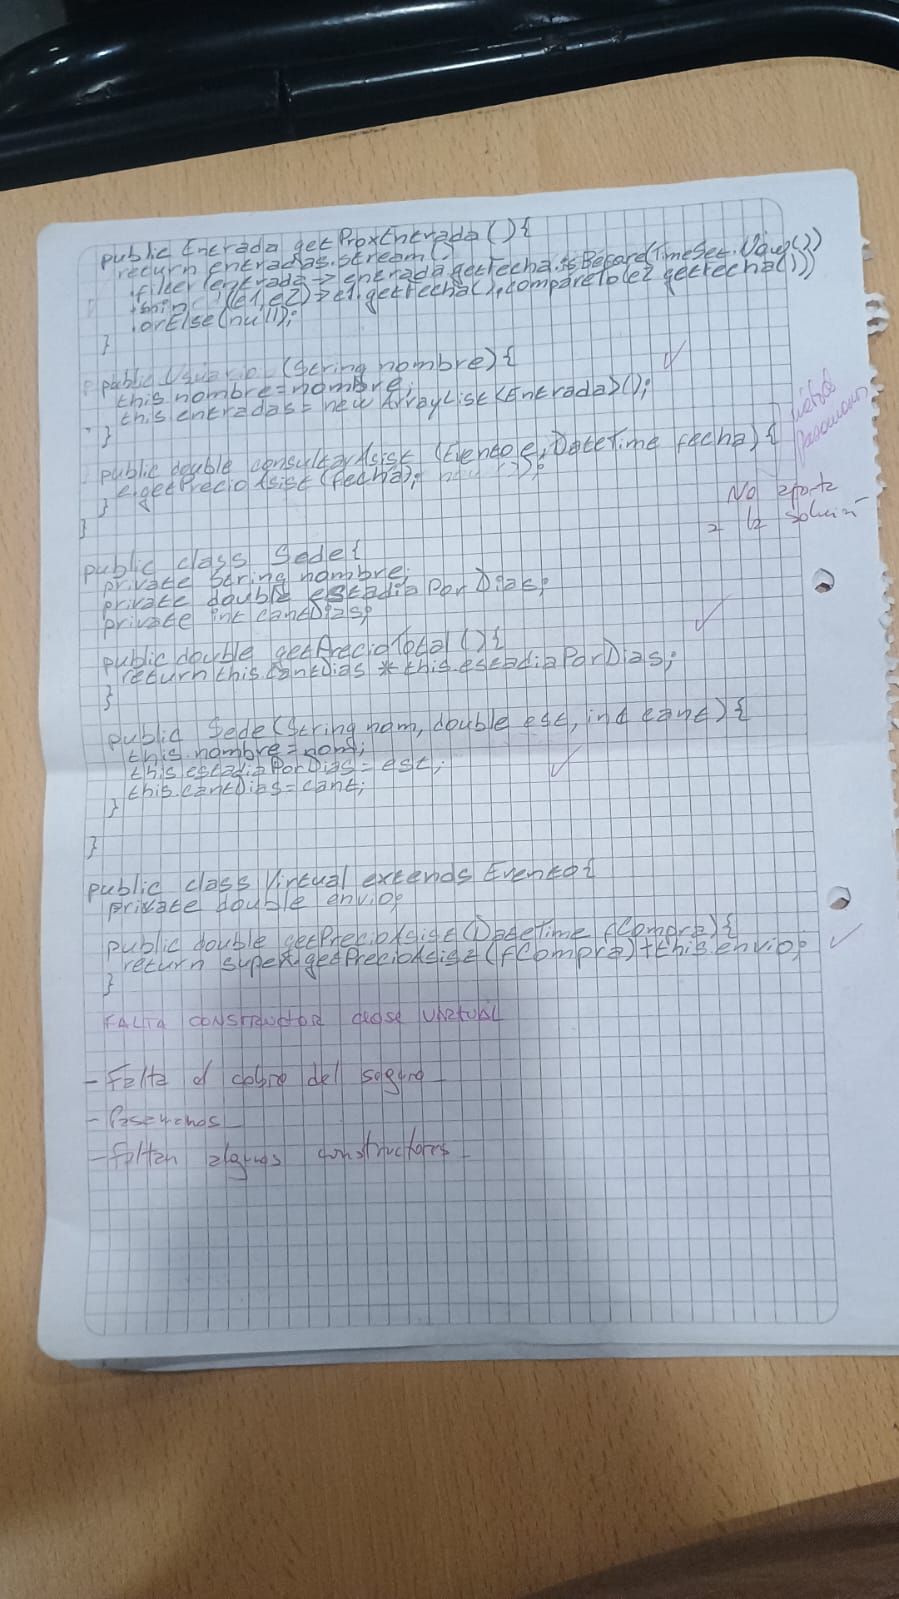 public Entrada getProxEntrada(){
return entradas.stream()
.filter(entrada -> entrada.getFecha.isBefore(TimeSet.Now()))
.min((e1,e2)->e1.getFecha().compareTo(e2.getFecha()))
.orElse(null);
}
public Usuario (String nombre){
this.nombre=nombre;
this.entradas= new ArrayList<Entrada>();
}
public double consultarAsist (Evento e, DateTime fecha){
e.getPrecioAsist(fecha);
}
método
pasamanos
No aporta
a la solución
}
public class Sede{
private String nombre;
private double estadiaPorDias;
private int cantDias;
public double getPrecioTotal(){
return this.cantDias * this.estadiaPorDias;
}
public Sede(String nom, double est, int cant){
this.nombre=nom;
this.estadiaPorDias= est;
this.cantDias=cant;
}
}
public class Virtual extends Evento{
private double envio;
public double getPrecioAsist(DateTime fCompra){
return super.getPrecioAsist(fCompra)+this.envio;
}
FALTA CONSTRUCTOR clase VIRTUAL
- Falta el cobro del seguro
- Pasamanos
- Faltan algunos constructores